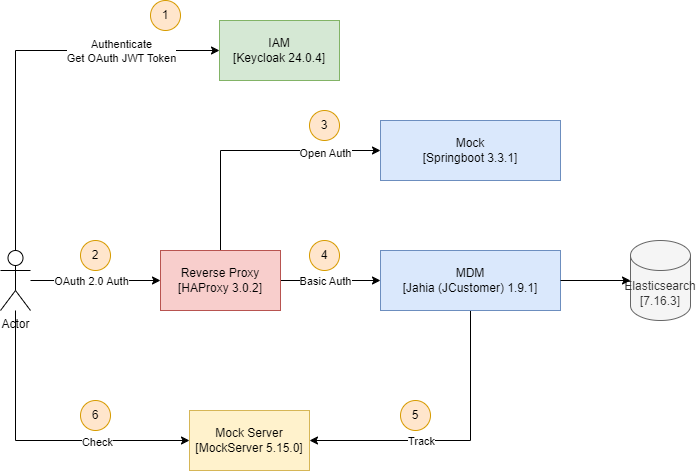 1
Authenticate
Get OAuth JWT Token
IAM
[Keycloak 24.0.4]
3
Open Auth
Mock
[Springboot 3.3.1]
2
OAuth 2.0 Auth
Reverse Proxy
[HAProxy 3.0.2]
4
Basic Auth
MDM
[Jahia (JCustomer) 1.9.1]
Elasticsearch
[7.16.3]
Actor
6
Check
Mock Server
[MockServer 5.15.0]
5
Track